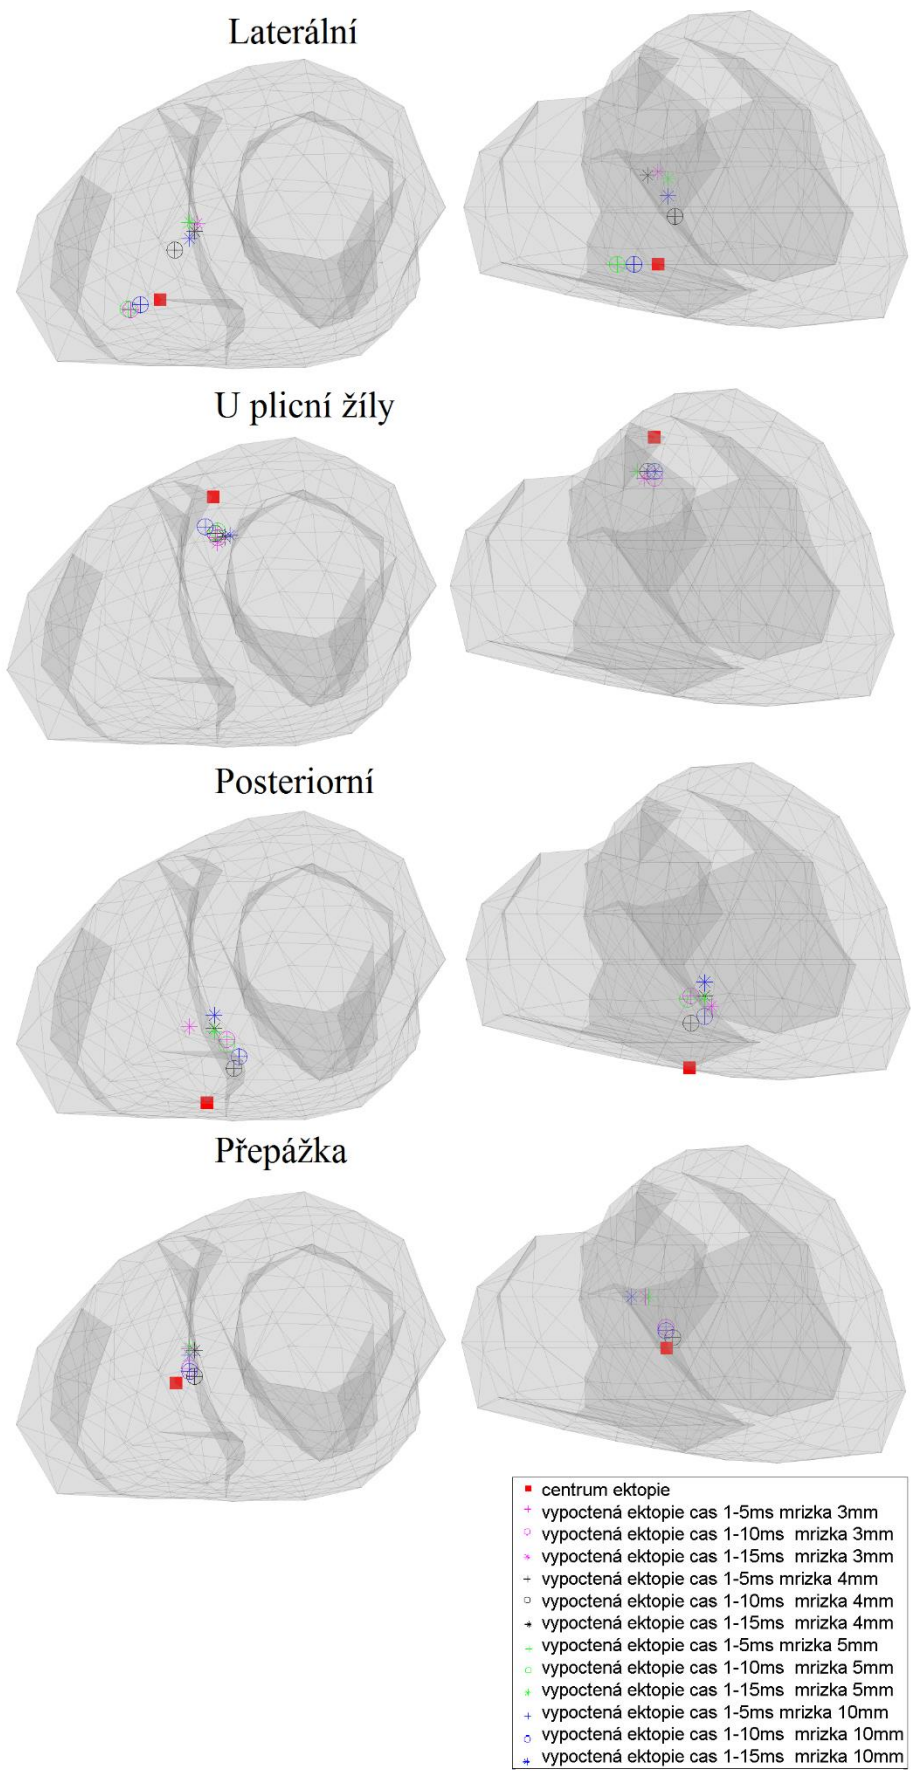 Laterální
U plicní žíly
Posteriorní
Přepážka
centrum ektopie
vypoctená ektopie cas 1-5ms mrizka 3mm
vypoctená ektopie cas 1-10ms mrizka 3mm
vypoctená ektopie cas 1-15ms mrizka 3mm
vypoctená ektopie cas 1-5ms mrizka 4mm
vypoctená ektopie cas 1-10ms mrizka 4mm
vypoctená ektopie cas 1-15ms mrizka 4mm
vypoctená ektopie cas 1-5ms mrizka 5mm
vypoctená ektopie cas 1-10ms mrizka 5mm
vypoctená ektopie cas 1-15ms mrizka 5mm
vypoctená ektopie cas 1-5ms mrizka 10mm
vypoctená ektopie cas 1-10ms mrizka 10mm
vypoctená ektopie cas 1-15ms mrizka 10mm